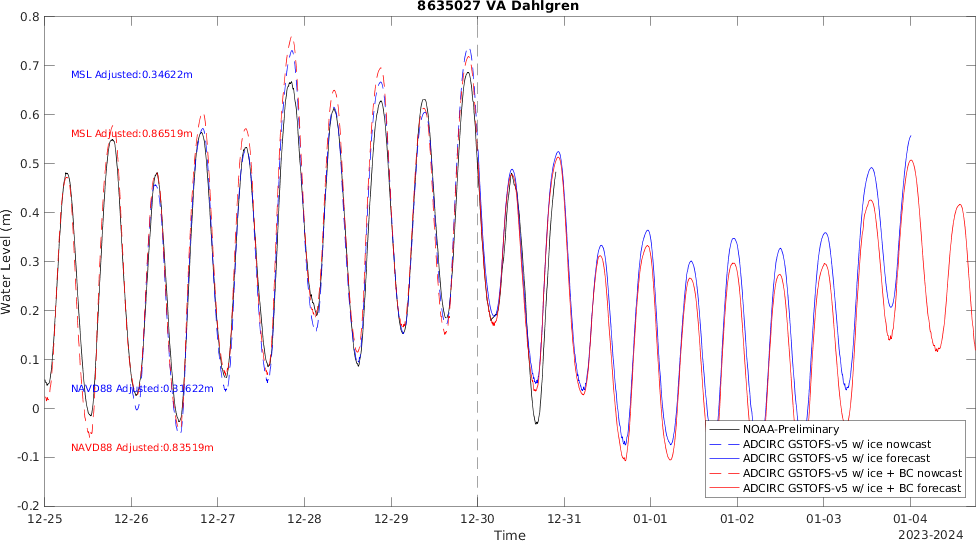 8635027 VA Dahlgren
0.8
0.7
0.6
0.5
0.4
0.3
0.2
0.1
0
-0.1
-0.2
Water Level (m)
MSL Adjusted:0.34622m
MSL Adjusted:0.86519m
NAVD88 Adjusted:0.31622m
NAVD88 Adjusted:0.83519m
NOAA-Preliminary
ADCIRC GSTOFS-v5 w/ ice nowcast
ADCIRC GSTOFS-v5 w/ ice forecast
ADCIRC GSTOFS-v5 w/ ice + BC nowcast
ADCIRC GSTOFS-v5 w/ ice + BC forecast
12-25 12-26 12-27 12-28 12-29 12-30 12-31 01-01 01-02 01-03 01-04
Time
2023-2024